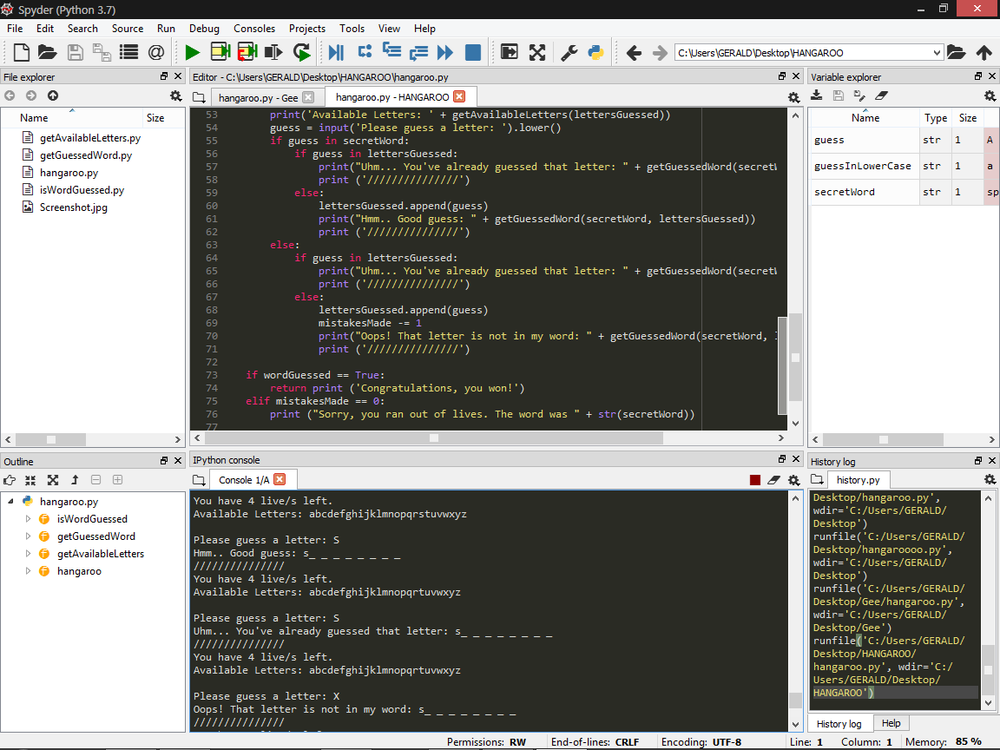 Spyder (Python 3.7)
File Edit Search Source Run Debug Consoles Projects Tools View Help
C:\Users\GERALD\Desktop\HANGAROO
File explorer
Name Size
getAvailableLetters.py
getGuessedWord.py
hangaroo.py
isWordGuessed.py
Screenshot.jpg
Editor - C:\Users\GERALD\Desktop\HANGAROO\hangaroo.py
hangaroo.py - Gee
hangaroo.py - HANGAROO
53 print('Available Letters: ' + getAvailableLetters(lettersGuessed))
54 guess = input('Please guess a letter: ').lower()
55 if guess in secretWord:
56 if guess in lettersGuessed:
57 print("Uhm... You've already guessed that letter: " + getGuessedWord(secretW
58 print ('///////////////')
59 else:
60 lettersGuessed.append(guess)
61 print("Hmm.. Good guess: " + getGuessedWord(secretWord, lettersGuessed))
62 print ('///////////////')
63 else:
64 if guess in lettersGuessed:
65 print("Uhm... You've already guessed that letter: " + getGuessedWord(secretW
66 print ('///////////////')
67 else:
68 lettersGuessed.append(guess)
69 mistakesMade -= 1
70 print("Oops! That letter is not in my word: " + getGuessedWord(secretWord,
71 print ('///////////////')
72
73 if wordGuessed == True:
74 return print ('Congratulations, you won!')
75 elif mistakesMade == 0:
76 print ("Sorry, you ran out of lives. The word was " + str(secretWord))
77
Variable explorer
Name Type Size
guess str 1 A
guessInLowerCase str 1 a
secretWord str 1 sp
Outline
hangaroo.py
isWordGuessed
getGuessedWord
getAvailableLetters
hangaroo
IPython console
Console 1/A
You have 4 live/s left.
Available Letters: abcdefghijklmnopqrstuvwxyz
Please guess a letter: S
Hmm.. Good guess: s_ _ _ _ _ _ _ _
///////////////
You have 4 live/s left.
Available Letters: abcdefghijklmnopqrtuvwxyz
Please guess a letter: S
Uhm... You've already guessed that letter: s_ _ _ _ _ _ _ _
///////////////
You have 4 live/s left.
Available Letters: abcdefghijklmnopqrtuvwxyz
Please guess a letter: X
Oops! That letter is not in my word: s_ _ _ _ _ _ _ _
///////////////
History log
history.py
Desktop/hangaroo.py',
wdir='C:/Users/GERALD/
Desktop')
runfile('C:/Users/GERALD/
Desktop/hangaroooo.py',
wdir='C:/Users/GERALD/
Desktop')
runfile('C:/Users/GERALD/
Desktop/Gee/hangaroo.py',
wdir='C:/Users/GERALD/
Desktop/Gee')
runfile('C:/Users/GERALD/
Desktop/HANGAROO/
hangaroo.py', wdir='C:/
Users/GERALD/Desktop/
HANGAROO')
History log Help
Permissions: RW End-of-lines: CRLF Encoding: UTF-8 Line: 1 Column: 1 Memory: 85 %